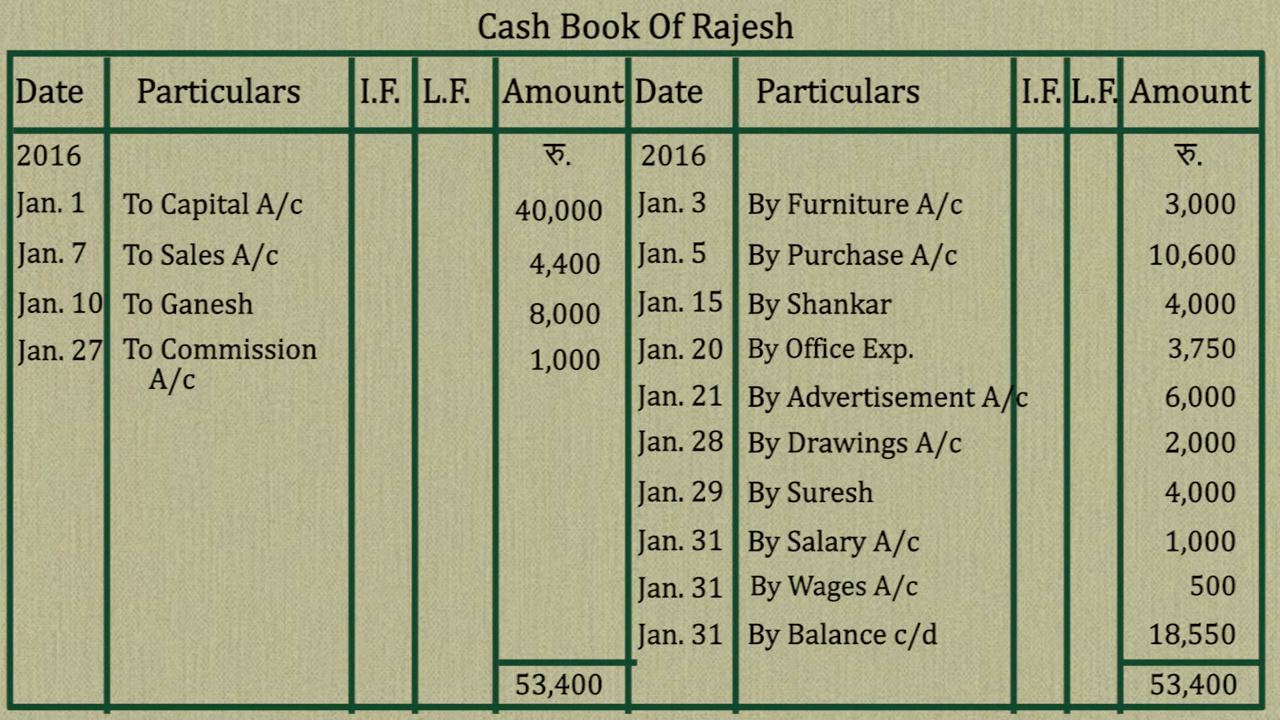 Cash Book Of Rajesh
Date Particulars I.F. L.F. Amount Date Particulars I.F. L.F. Amount
2016 रु. 2016 रु.
Jan. 1 To Capital A/c 40,000 Jan. 3 By Furniture A/c 3,000
Jan. 7 To Sales A/c 4,400 Jan. 5 By Purchase A/c 10,600
Jan. 10 To Ganesh 8,000 Jan. 15 By Shankar 4,000
Jan. 27 To Commission 1,000 Jan. 20 By Office Exp. 3,750
A/c
Jan. 21 By Advertisement A/c 6,000
Jan. 28 By Drawings A/c 2,000
Jan. 29 By Suresh 4,000
Jan. 31 By Salary A/c 1,000
Jan. 31 By Wages A/c 500
Jan. 31 By Balance c/d 18,550
53,400 53,400